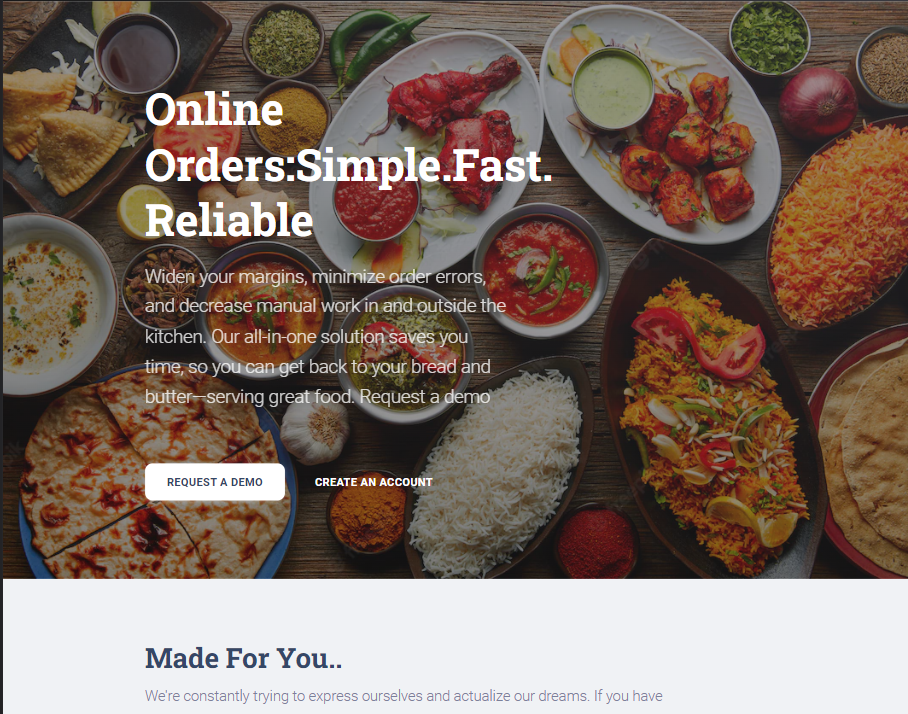 Online
Orders:Simple.Fast.
Reliable
Widen your margins, minimize order errors,
and decrease manual work in and outside the
kitchen. Our all-in-one solution saves you
time, so you can get back to your bread and
butter—serving great food. Request a demo
REQUEST A DEMO
CREATE AN ACCOUNT
Made For You..
We're constantly trying to express ourselves and actualize our dreams. If you have